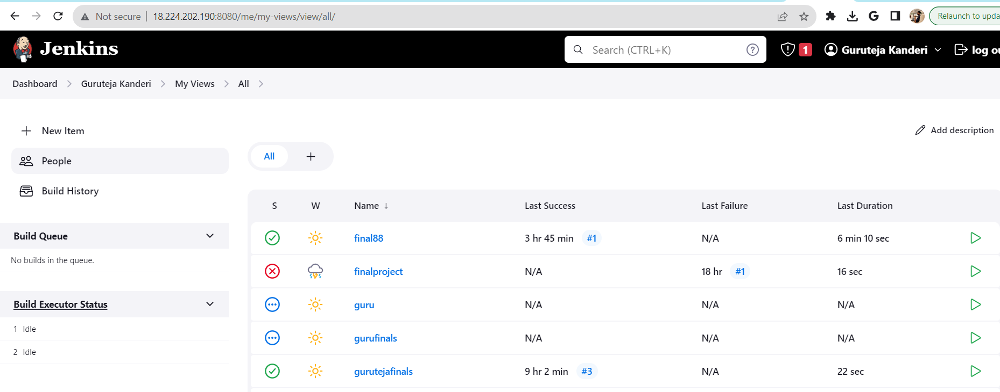 Not secure | 18.224.202.190:8080/me/my-views/view/all/
Relaunch to upda
Jenkins
Search (CTRL+K)
1
Guruteja Kanderi
log ou
Dashboard
Guruteja Kanderi
My Views
All
New Item
People
Build History
Build Queue
No builds in the queue.
Build Executor Status
1 Idle
2 Idle
Add description
All +
S W Name ↓ Last Success Last Failure Last Duration
final88 3 hr 45 min #1 N/A 6 min 10 sec
finalproject N/A 18 hr #1 16 sec
guru N/A N/A N/A
gurufinals N/A N/A N/A
gurutejafinals 9 hr 2 min #3 N/A 22 sec